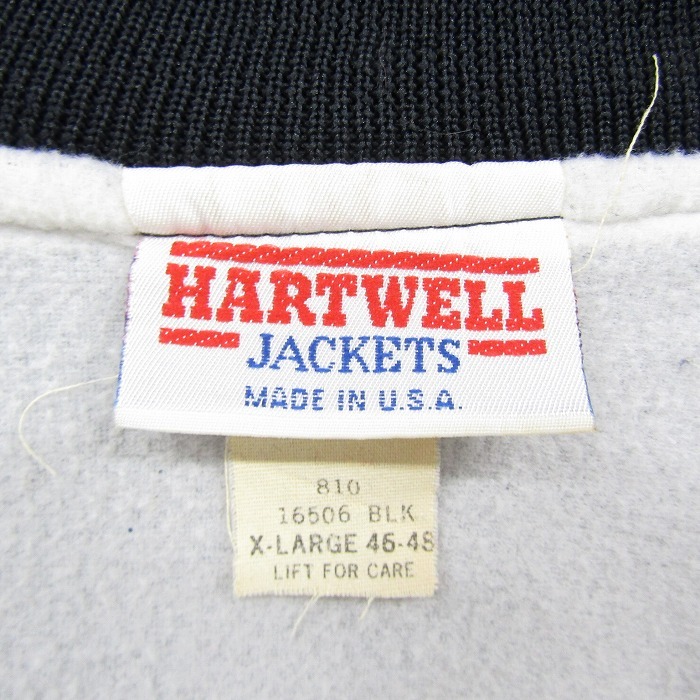 HARTWELL
JACKETS
MADE IN U.S.A.
810
16506 BLK
X-LARGE 46-48
LIFT FOR CARE